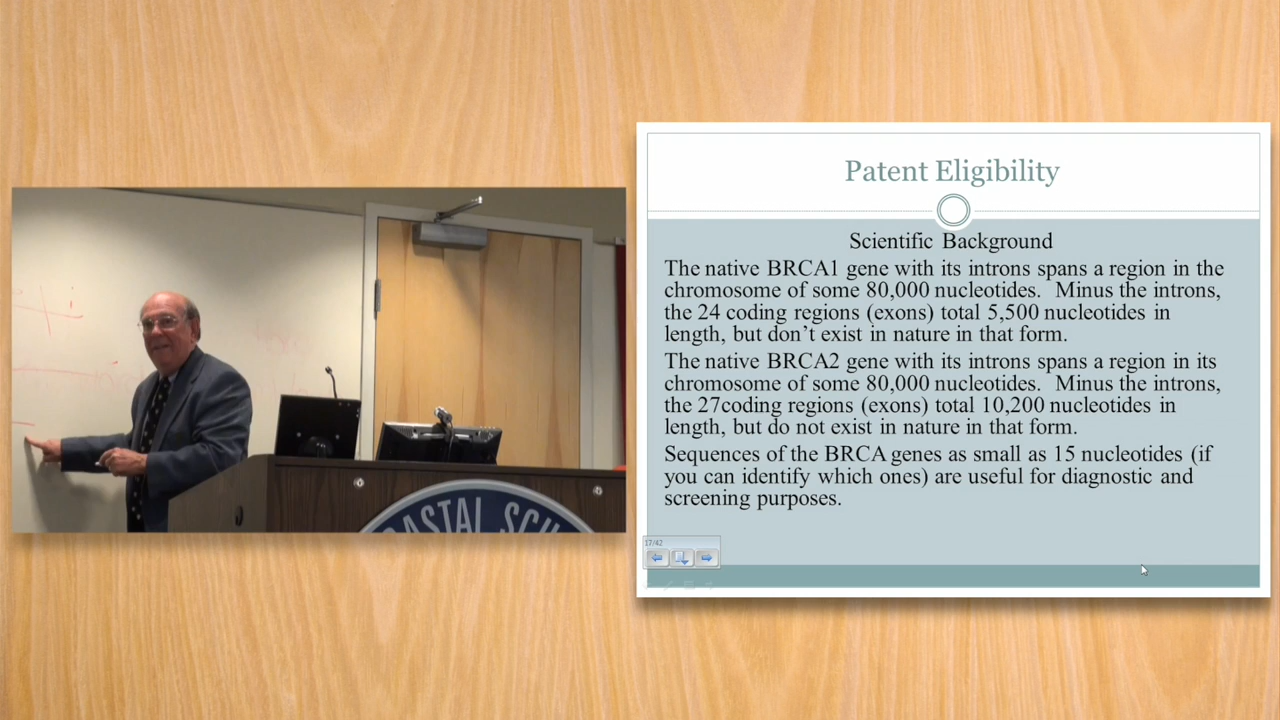 Patent Eligibility
Scientific Background
The native BRCA1 gene with its introns spans a region in the
chromosome of some 80,000 nucleotides. Minus the introns,
the 24 coding regions (exons) total 5,500 nucleotides in
length, but don't exist in nature in that form.
The native BRCA2 gene with its introns spans a region in its
chromosome of some 80,000 nucleotides. Minus the introns,
the 27coding regions (exons) total 10,200 nucleotides in
length, but do not exist in nature in that form.
Sequences of the BRCA genes as small as 15 nucleotides (if
you can identify which ones) are useful for diagnostic and
screening purposes.
17/42